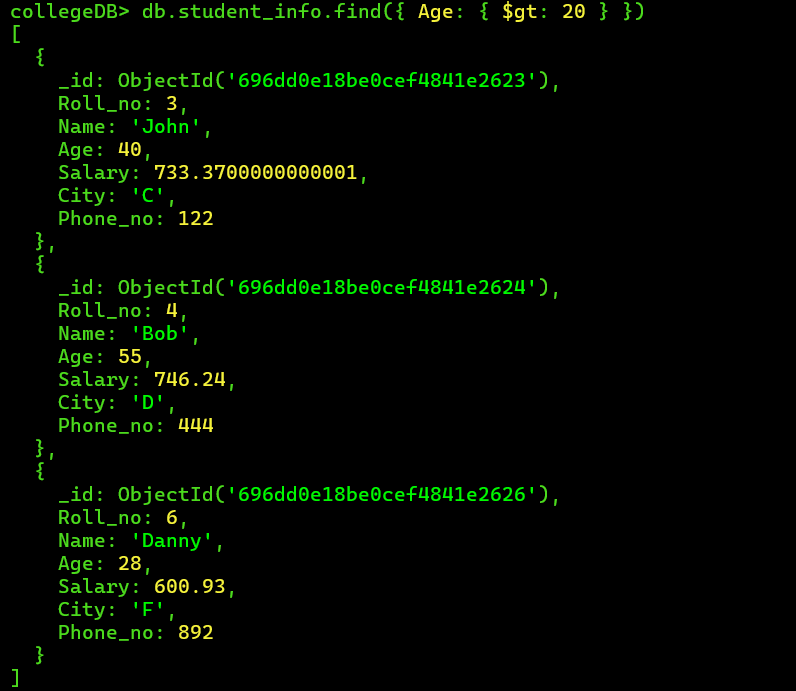 collegeDB> db.student_info.find({ Age: { $gt: 20 } })
[
  {
    _id: ObjectId('696dd0e18be0cef4841e2623'),
    Roll_no: 3,
    Name: 'John',
    Age: 40,
    Salary: 733.3700000000001,
    City: 'C',
    Phone_no: 122
  },
  {
    _id: ObjectId('696dd0e18be0cef4841e2624'),
    Roll_no: 4,
    Name: 'Bob',
    Age: 55,
    Salary: 746.24,
    City: 'D',
    Phone_no: 444
  },
  {
    _id: ObjectId('696dd0e18be0cef4841e2626'),
    Roll_no: 6,
    Name: 'Danny',
    Age: 28,
    Salary: 600.93,
    City: 'F',
    Phone_no: 892
  }
]